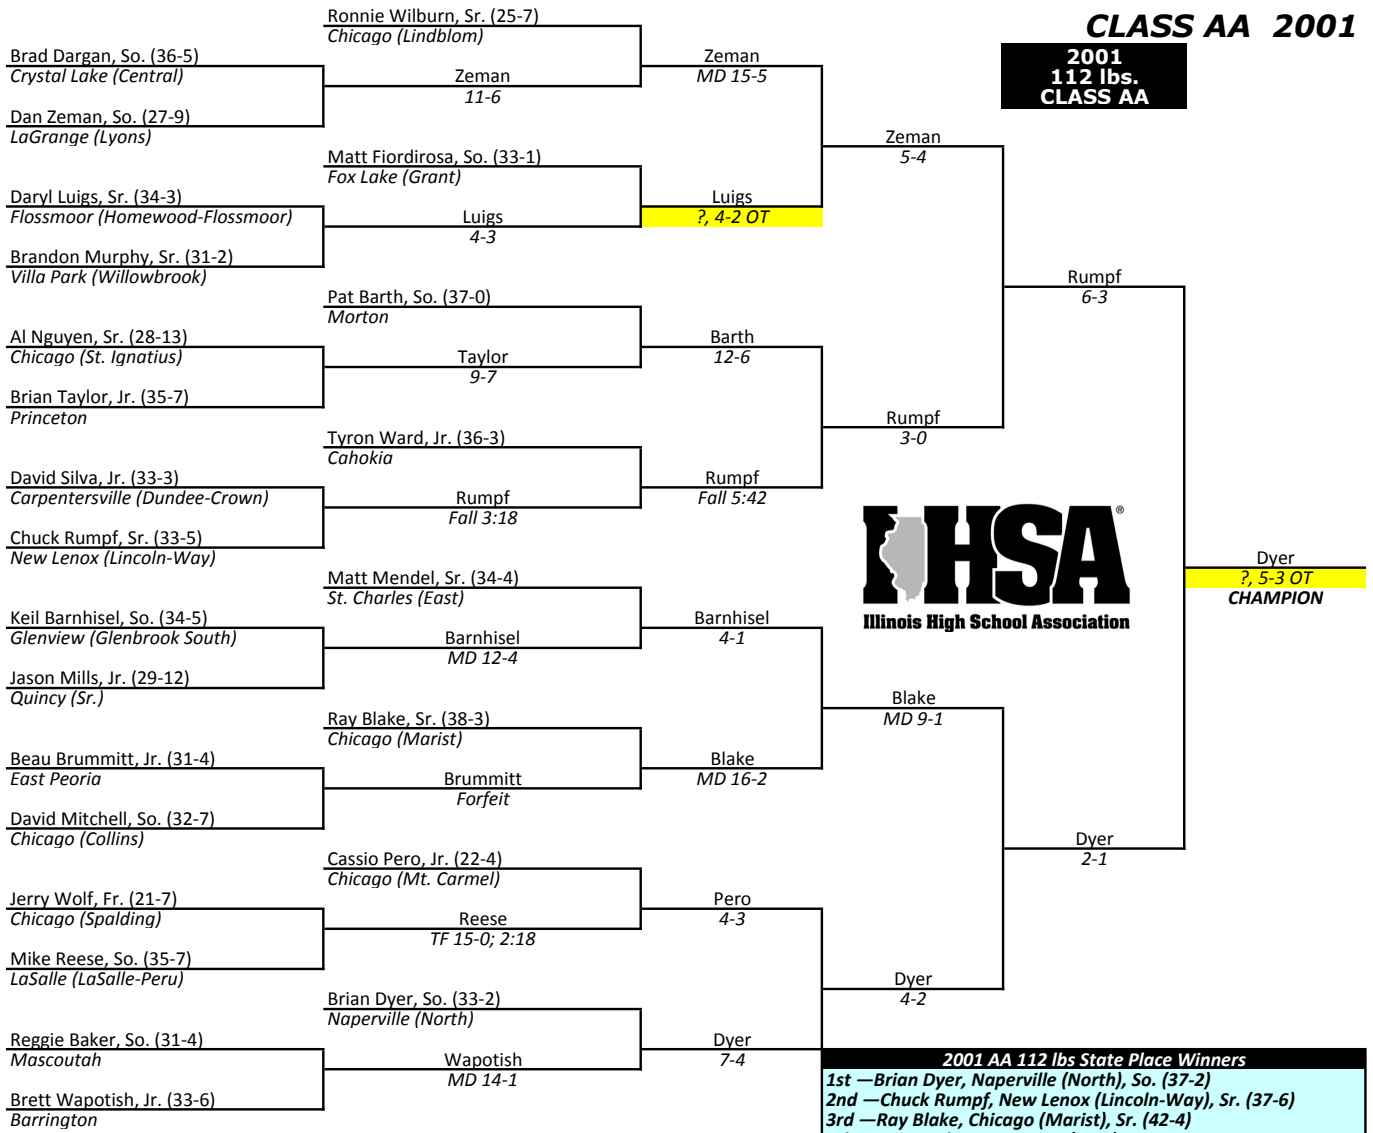 CLASS AA 2001
2001
112 lbs.
CLASS AA
Brad Dargan, So. (36-5)
Crystal Lake (Central)
Dan Zeman, So. (27-9)
LaGrange (Lyons)
Daryl Luigs, Sr. (34-3)
Flossmoor (Homewood-Flossmoor)
Brandon Murphy, Sr. (31-2)
Villa Park (Willowbrook)
Al Nguyen, Sr. (28-13)
Chicago (St. Ignatius)
Brian Taylor, Jr. (35-7)
Princeton
David Silva, Jr. (33-3)
Carpentersville (Dundee-Crown)
Chuck Rumpf, Sr. (33-5)
New Lenox (Lincoln-Way)
Keil Barnhisel, So. (34-5)
Glenview (Glenbrook South)
Jason Mills, Jr. (29-12)
Quincy (Sr.)
Beau Brummitt, Jr. (31-4)
East Peoria
David Mitchell, So. (32-7)
Chicago (Collins)
Jerry Wolf, Fr. (21-7)
Chicago (Spalding)
Mike Reese, So. (35-7)
LaSalle (LaSalle-Peru)
Reggie Baker, So. (31-4)
Mascoutah
Brett Wapotish, Jr. (33-6)
Barrington
Ronnie Wilburn, Sr. (25-7)
Chicago (Lindblom)
Zeman
11-6
Matt Fiordirosa, So. (33-1)
Fox Lake (Grant)
Luigs
4-3
Pat Barth, So. (37-0)
Morton
Taylor
9-7
Tyron Ward, Jr. (36-3)
Cahokia
Rumpf
Fall 3:18
Matt Mendel, Sr. (34-4)
St. Charles (East)
Barnhisel
MD 12-4
Ray Blake, Sr. (38-3)
Chicago (Marist)
Brummitt
Forfeit
Cassio Pero, Jr. (22-4)
Chicago (Mt. Carmel)
Reese
TF 15-0; 2:18
Brian Dyer, So. (33-2)
Naperville (North)
Wapotish
MD 14-1
Zeman
MD 15-5
Luigs
?, 4-2 OT
Barth
12-6
Rumpf
Fall 5:42
Barnhisel
4-1
Blake
MD 16-2
Pero
4-3
Dyer
7-4
Zeman
5-4
Rumpf
3-0
Blake
MD 9-1
Dyer
4-2
Rumpf
6-3
Dyer
2-1
IHSA®
Illinois High School Association
Dyer
?, 5-3 OT
CHAMPION
2001 AA 112 lbs State Place Winners
1st —Brian Dyer, Naperville (North), So. (37-2)
2nd —Chuck Rumpf, New Lenox (Lincoln-Way), Sr. (37-6)
3rd —Ray Blake, Chicago (Marist), Sr. (42-4)